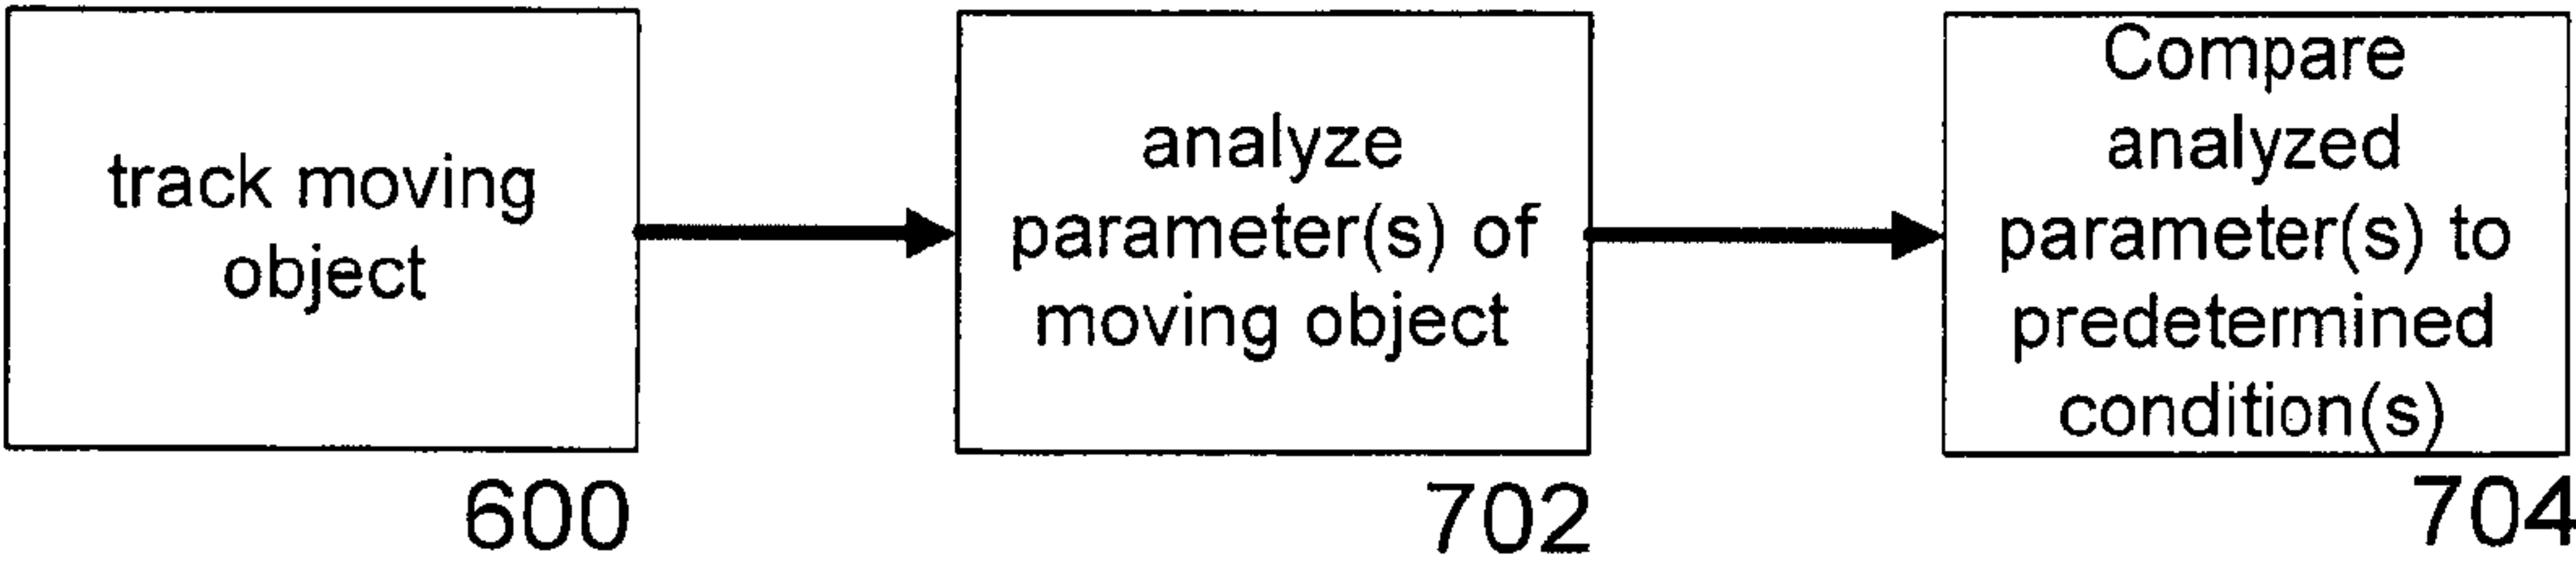 track moving
object
600
analyze
parameter(s) of
moving object
702
Compare
analyzed
parameter(s) to
predetermined
condition(s)
704